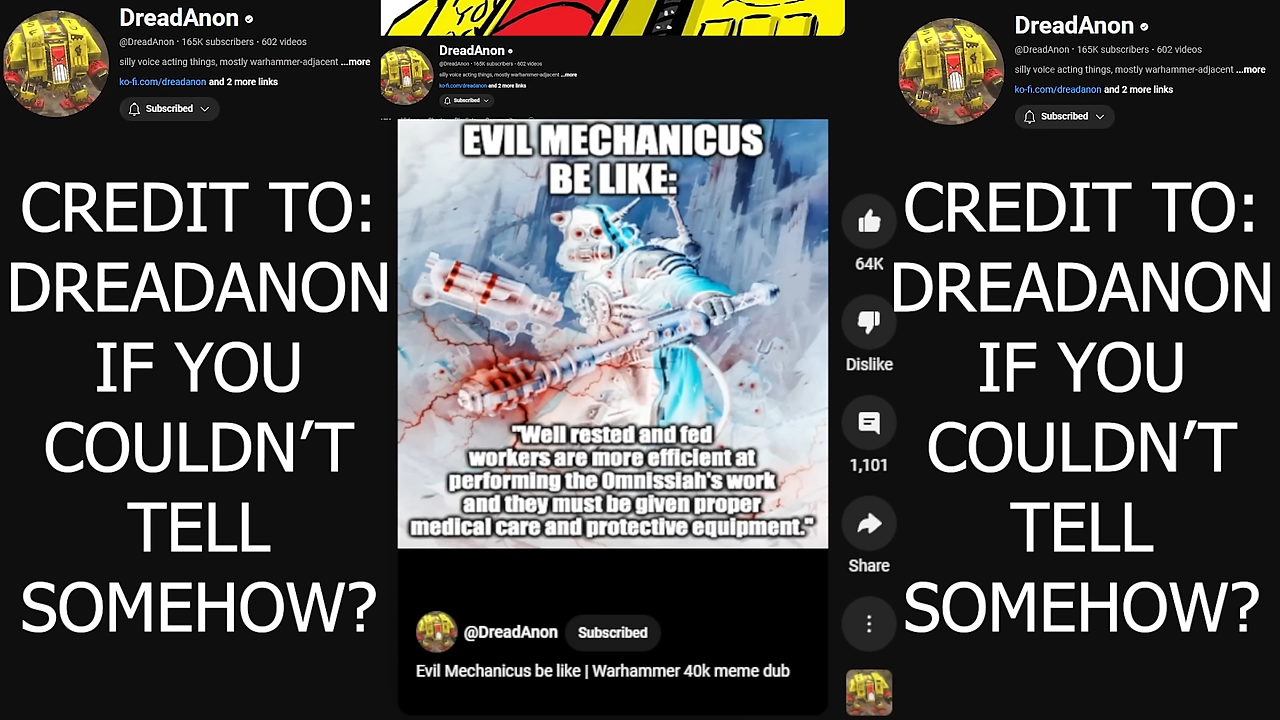 DreadAnon
@DreadAnon · 165K subscribers · 602 videos
silly voice acting things, mostly warhammer-adjacent ...more
ko-fi.com/dreadanon and 2 more links
Subscribed
CREDIT TO:
DREADANON
IF YOU
COULDN'T
TELL
SOMEHOW?
DreadAnon
@DreadAnon · 165K subscribers · 602 videos
silly voice acting things, mostly warhammer-adjacent ...more
ko-fi.com/dreadanon and 2 more links
Subscribed
EVIL MECHANICUS
BE LIKE:
"Well rested and fed
workers are more efficient at
performing the Omnissiah's work
and they must be given proper
medical care and protective equipment."
@DreadAnon Subscribed
Evil Mechanicus be like | Warhammer 40k meme dub
64K
Dislike
1,101
Share
DreadAnon
@DreadAnon · 165K subscribers · 602 videos
silly voice acting things, mostly warhammer-adjacent ...more
ko-fi.com/dreadanon and 2 more links
Subscribed
CREDIT TO:
DREADANON
IF YOU
COULDN'T
TELL
SOMEHOW?